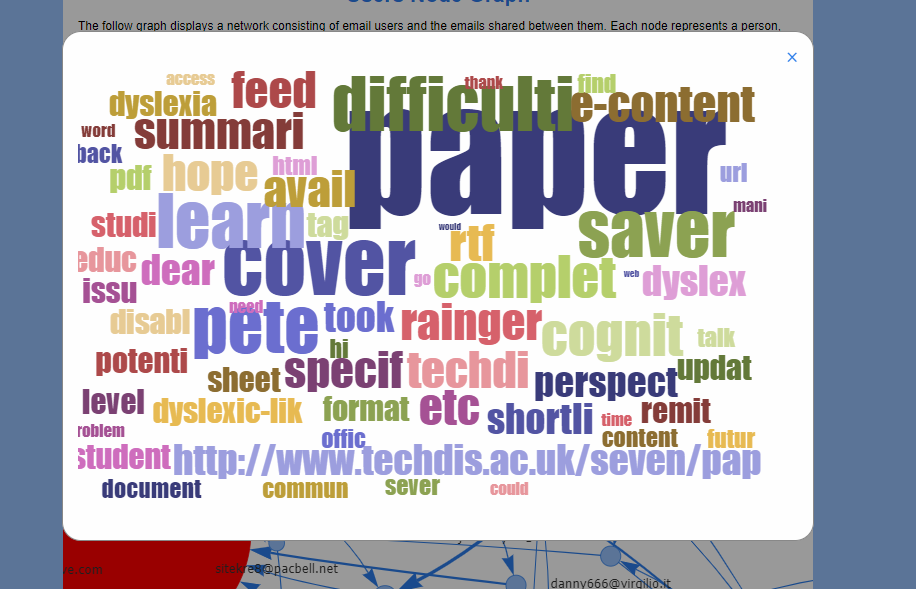 The follow graph displays a network consisting of email users and the emails shared between them. Each node represents a person,
access
thank
find
feed
difficulti
dyslexia
e-content
paper
summari
word
back
html
hope
pdf
url
avail
mani
learn
studi
tag
would
saver
rtf
educ
dear
cover
go
complet
web
dyslex
issu
need
disabl
pete
took
rainger
cognit
talk
hi
potenti
specif
techdi
updat
sheet
perspect
level
dyslexic-lik
format
etc
shortli
time
remit
roblem
offic
content
futur
student
http://www.techdis.ac.uk/seven/pap
document
commun
sever
could
sitekreg@pacbell.net
danny666@virgilio.it